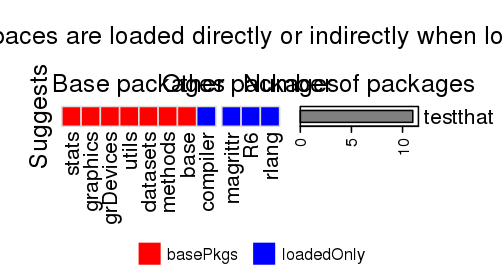 paces are loaded directly or indirectly when lo
Base packages
Other packages
Number of packages
Suggests
testthat
stats
graphics
grDevices
utils
datasets
methods
base
compiler
magrittr
R6
rlang
0
5
10
basePkgs
loadedOnly